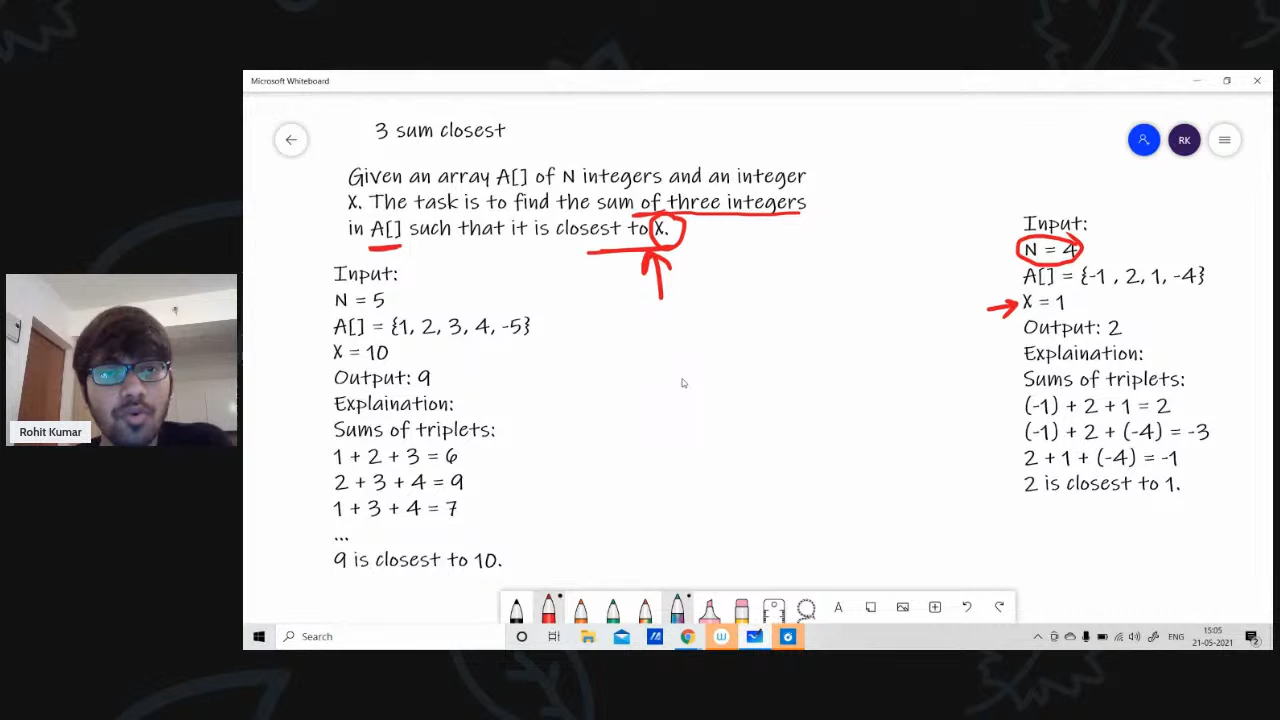 Microsoft Whiteboard
3 sum closest
RK
Given an array A[] of N integers and an integer
X. The task is to find the sum of three integers
in A[] such that it is closest to X.
Input:
N = 5
A[] = {1, 2, 3, 4, -5}
X = 10
Output: 9
Explaination:
Sums of triplets:
1 + 2 + 3 = 6
2 + 3 + 4 = 9
1 + 3 + 4 = 7
...
9 is closest to 10.
Input:
N = 4
A[] = {-1 , 2, 1, -4}
X = 1
Output: 2
Explaination:
Sums of triplets:
(-1) + 2 + 1 = 2
(-1) + 2 + (-4) = -3
2 + 1 + (-4) = -1
2 is closest to 1.
Rohit Kumar
A
Search
W
ENG
15:05
21-05-2021
2